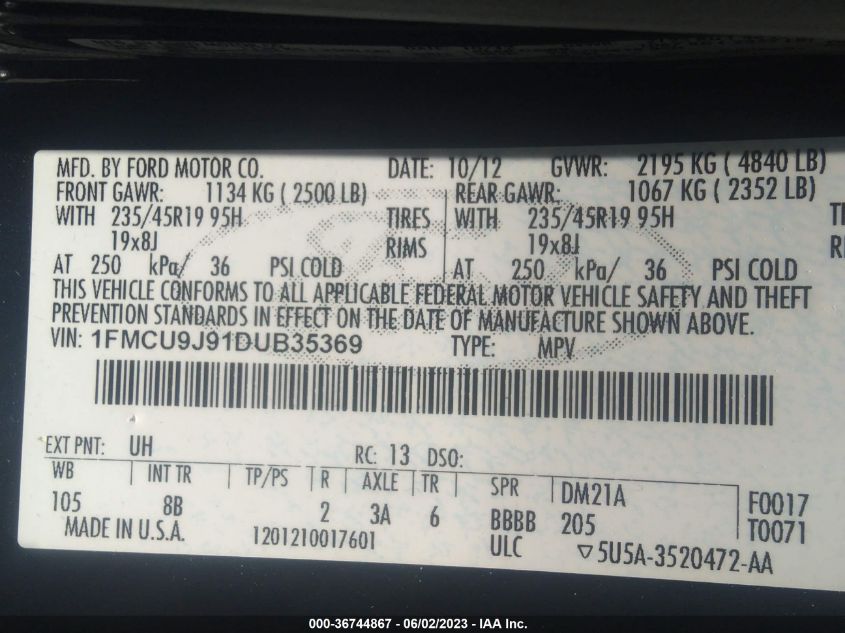 MFD. BY FORD MOTOR CO. DATE: 10/12 GVWR: 2195 KG ( 4840 LB)
FRONT GAWR: 1134 KG ( 2500 LB) REAR GAWR: 1067 KG ( 2352 LB)
WITH 235/45R19 95H TIRES WITH 235/45R19 95H
19x8J RIMS 19x8J
AT 250 kPa/ 36 PSI COLD AT 250 kPa/ 36 PSI COLD
THIS VEHICLE CONFORMS TO ALL APPLICABLE FEDERAL MOTOR VEHICLE SAFETY AND THEFT
PREVENTION STANDARDS IN EFFECT ON THE DATE OF MANUFACTURE SHOWN ABOVE.
VIN: 1FMCU9J91DUB35369 TYPE: MPV
EXT PNT: UH RC: 13 DSO:
WB INT TR TP/PS R AXLE TR SPR DM21A F0017
105 8B 2 3A 6 BBBB 205 T0071
MADE IN U.S.A. 1201210017601 ULC ▽5U5A-3520472-AA
000-36744867 - 06/02/2023 - IAA Inc.